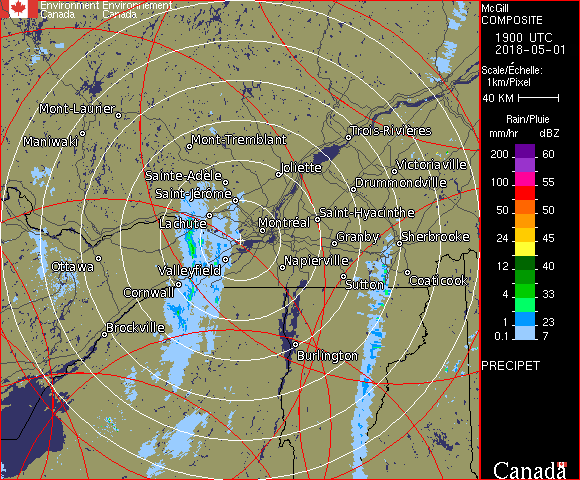 Environment Environnement
Canada Canada
Mont-Laurier
Trois-Rivières
Maniwaki
Mont-Tremblant
Joliette
Victoriaville
Sainte-Adèle
Drummondville
Saint-Jérôme
Saint-Hyacinthe
Lachute
Montréal
Granby
Sherbrooke
Ottawa
Valleyfield
Napierville
Sutton
Coaticook
Cornwall
Brockville
Burlington
McGill
COMPOSITE
1900 UTC
2018-05-01
Scale/Échelle:
1km/Pixel
40 KM
Rain/Pluie
mm/hr dBZ
200 60
150 57
100 55
50 50
24 45
12 40
4 33
1 23
0.1 7
PRECIPET
Canada